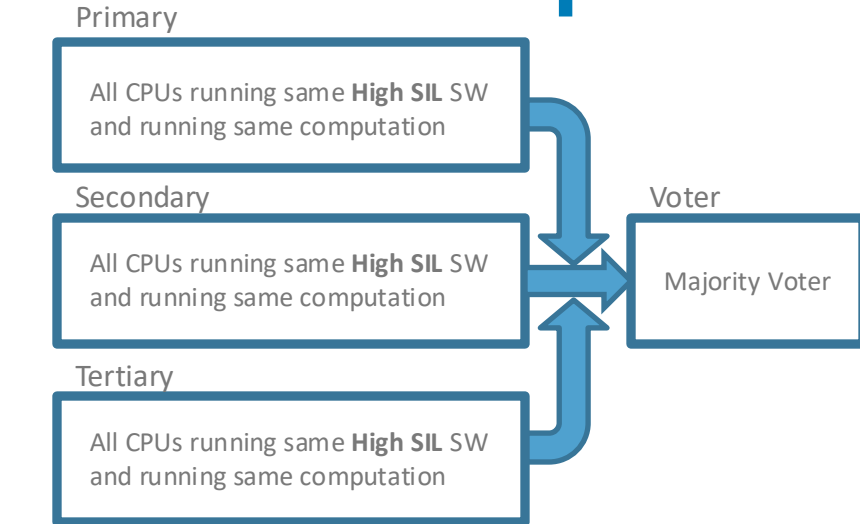 Primary
All CPUs running same High SIL SW
and running same computation
Secondary
All CPUs running same High SIL SW
and running same computation
Voter
Majority Voter
Tertiary
All CPUs running same High SIL SW
and running same computation